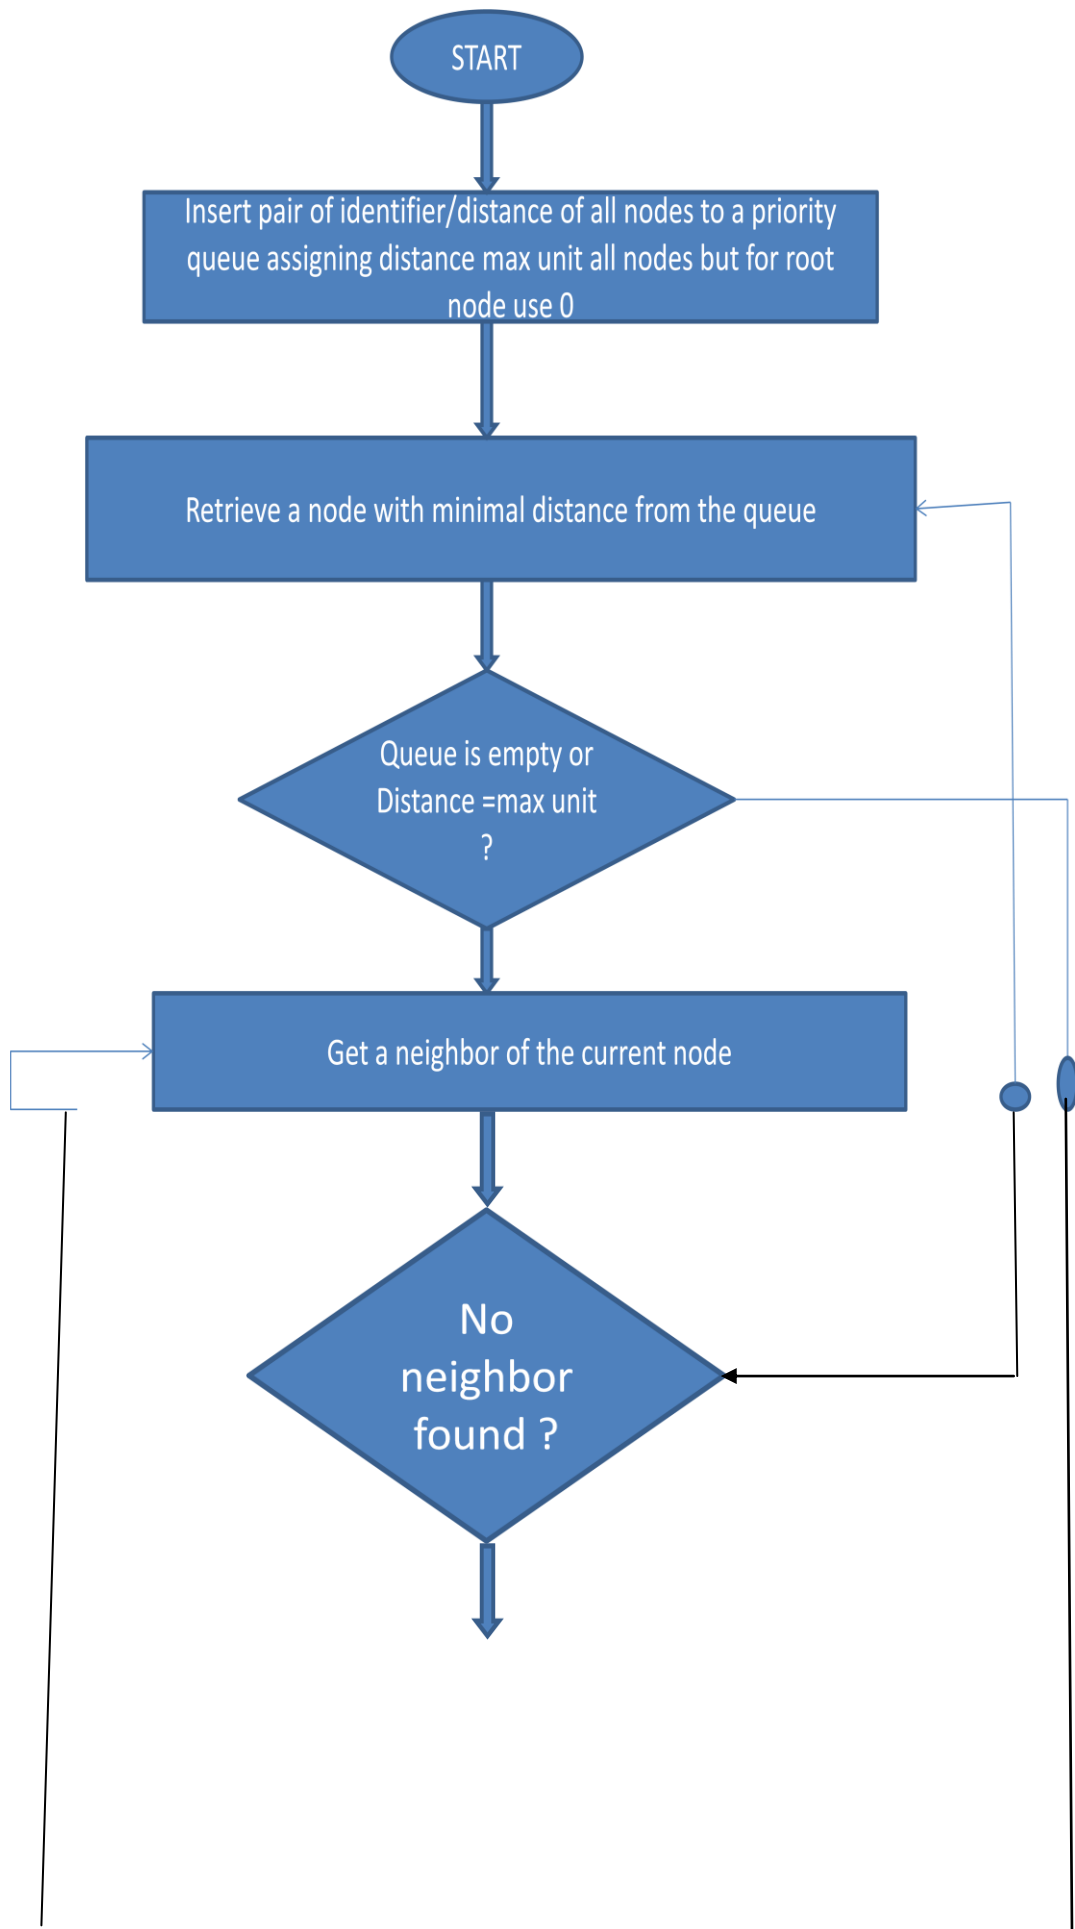 START
Insert pair of identifier/distance of all nodes to a priority
queue assigning distance max unit all nodes but for root
node use 0
Retrieve a node with minimal distance from the queue
Queue is empty or
Distance =max unit
?
Get a neighbor of the current node
No
neighbor
found ?